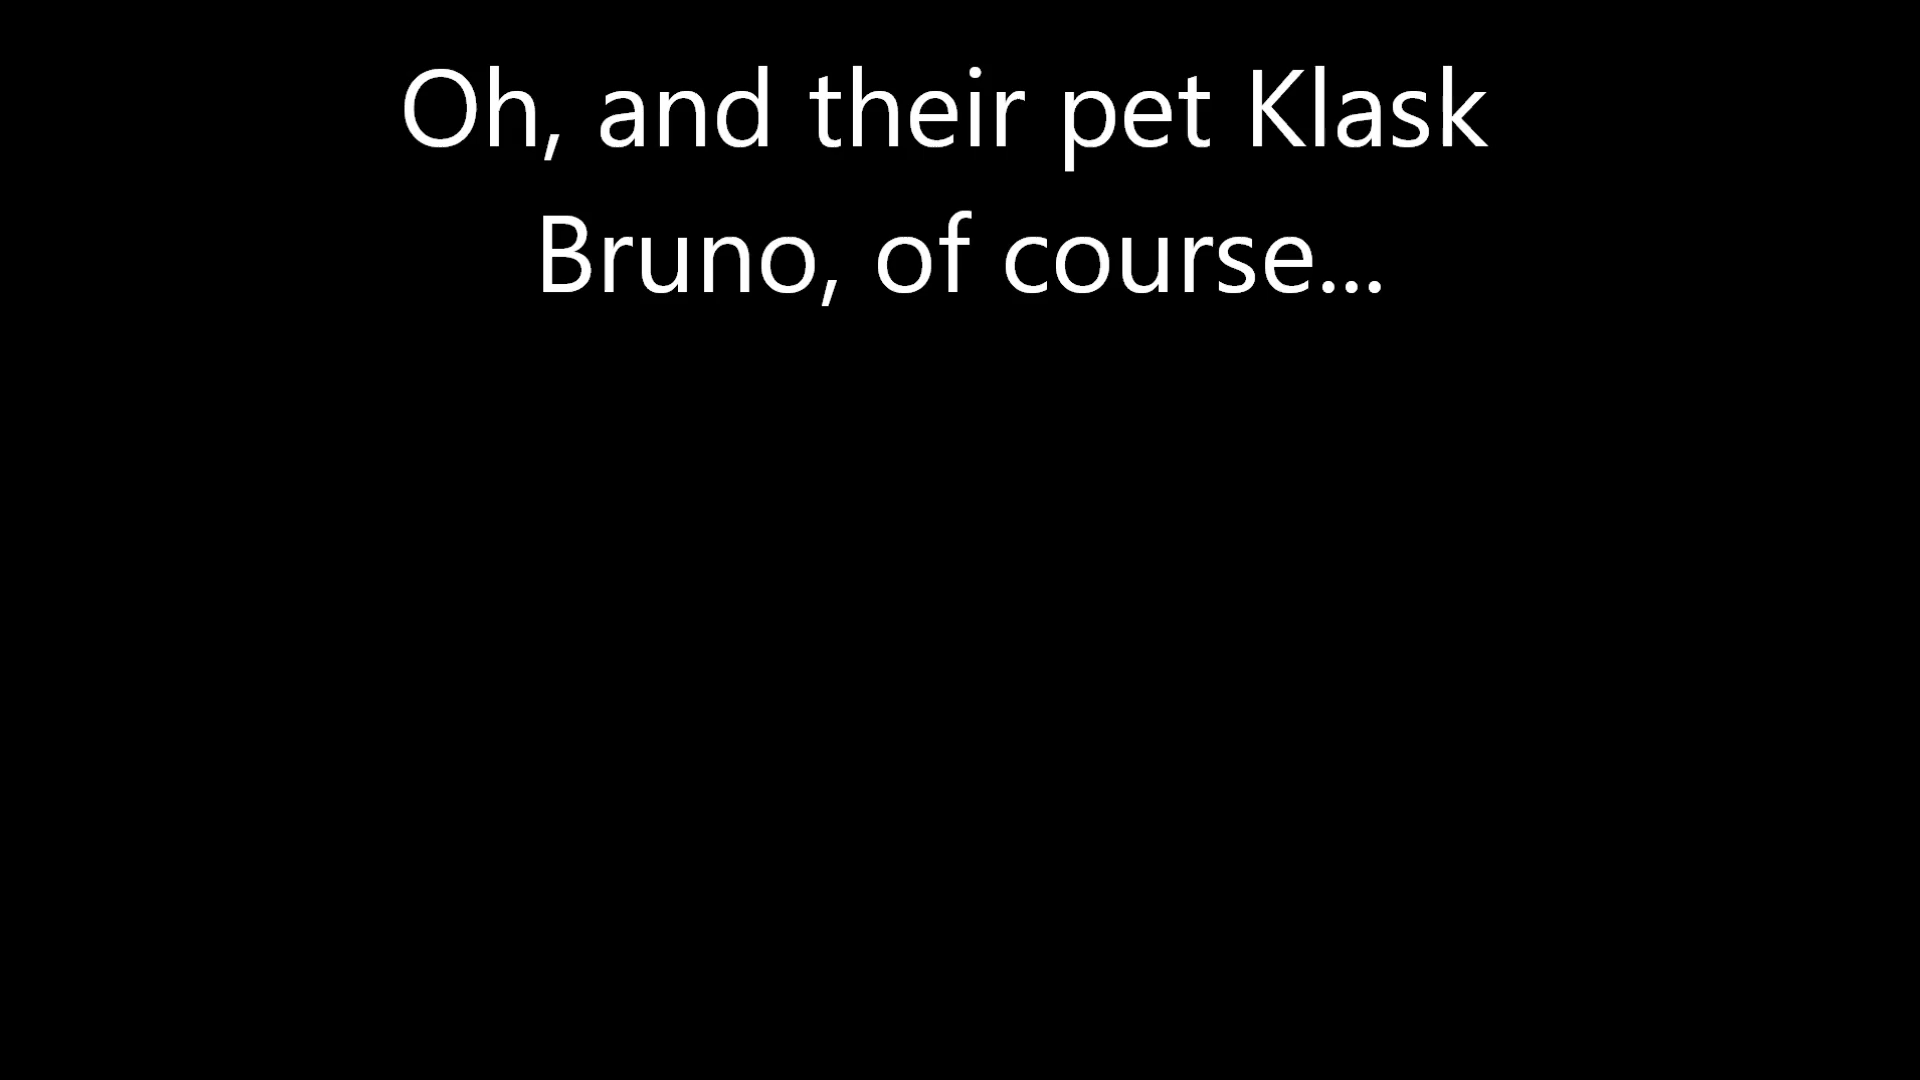 Oh, and their pet Klask
Bruno, of course...